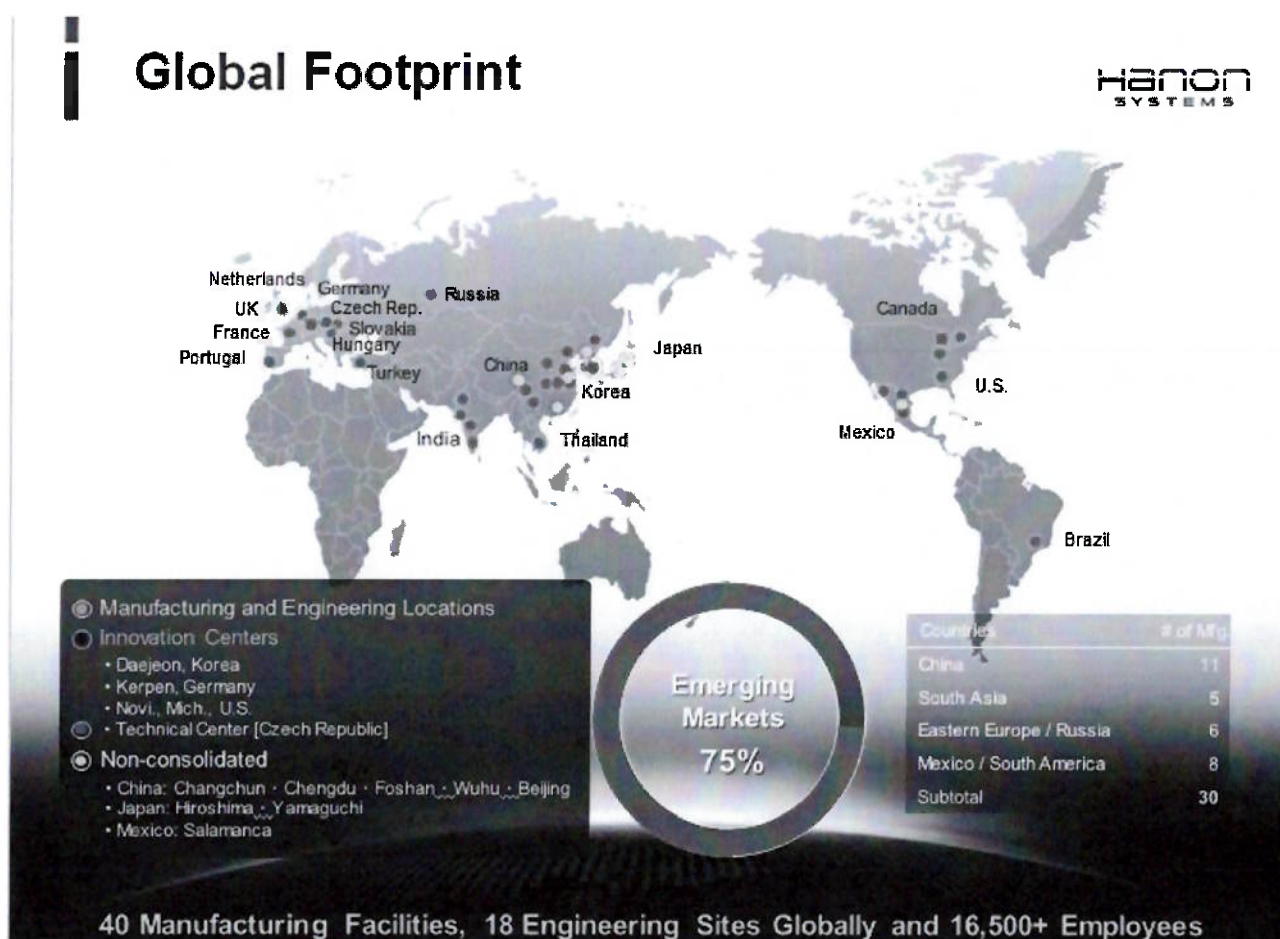 Global Footprint
Hanon
SYSTEMS
Netherlands
Germany
Russia
UK
Czech Rep.
France
Slovakia
Hungary
Portugal
Turkey
China
Japan
Korea
India
Thailand
Canada
U.S.
Mexico
Brazil
Manufacturing and Engineering Locations
Innovation Centers
• Daejeon, Korea
• Kerpen, Germany
• Novi., Mich., U.S.
• Technical Center [Czech Republic]
Non-consolidated
• China: Changchun · Chengdu · Foshan · Wuhu · Beijing
• Japan: Hiroshima · Yamaguchi
• Mexico: Salamanca
Emerging
Markets
75%
Countries # of Mfg.
China 11
South Asia 5
Eastern Europe / Russia 6
Mexico / South America 8
Subtotal 30
40 Manufacturing Facilities, 18 Engineering Sites Globally and 16,500+ Employees